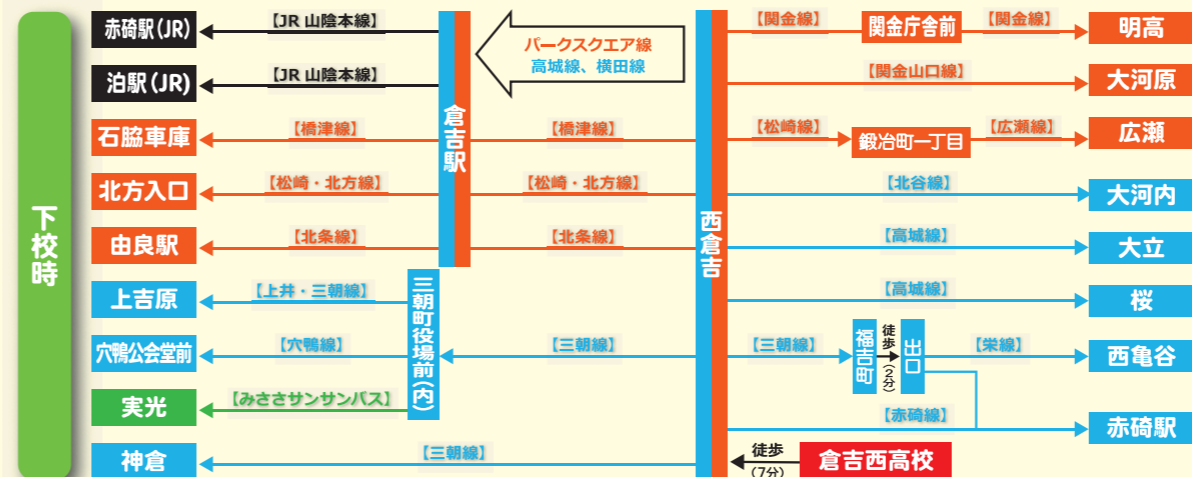 下校時
赤碕駅(JR) 【JR 山陰本線】
泊駅(JR) 【JR 山陰本線】
石脇車庫 【橋津線】 【橋津線】
北方入口 【松崎・北方線】 【松崎・北方線】
由良駅 【北条線】 【北条線】
倉吉駅
パークスクエア線
高城線、横田線
上吉原 【上井・三朝線】
穴鴨公会堂前 【穴鴨線】
実光 【みささサンサンバス】
三朝町役場前(内)
【三朝線】
神倉 【三朝線】
西倉吉
【関金線】 関金庁舎前 【関金線】 明高
【関金山口線】 大河原
【松崎線】 鍛冶町一丁目 【広瀬線】 広瀬
【北谷線】 大河内
【高城線】 大立
【高城線】 桜
【三朝線】 福吉町 徒歩(2分) 出口 【栄線】 西亀谷
【赤碕線】 赤碕駅
徒歩
(7分)
倉吉西高校